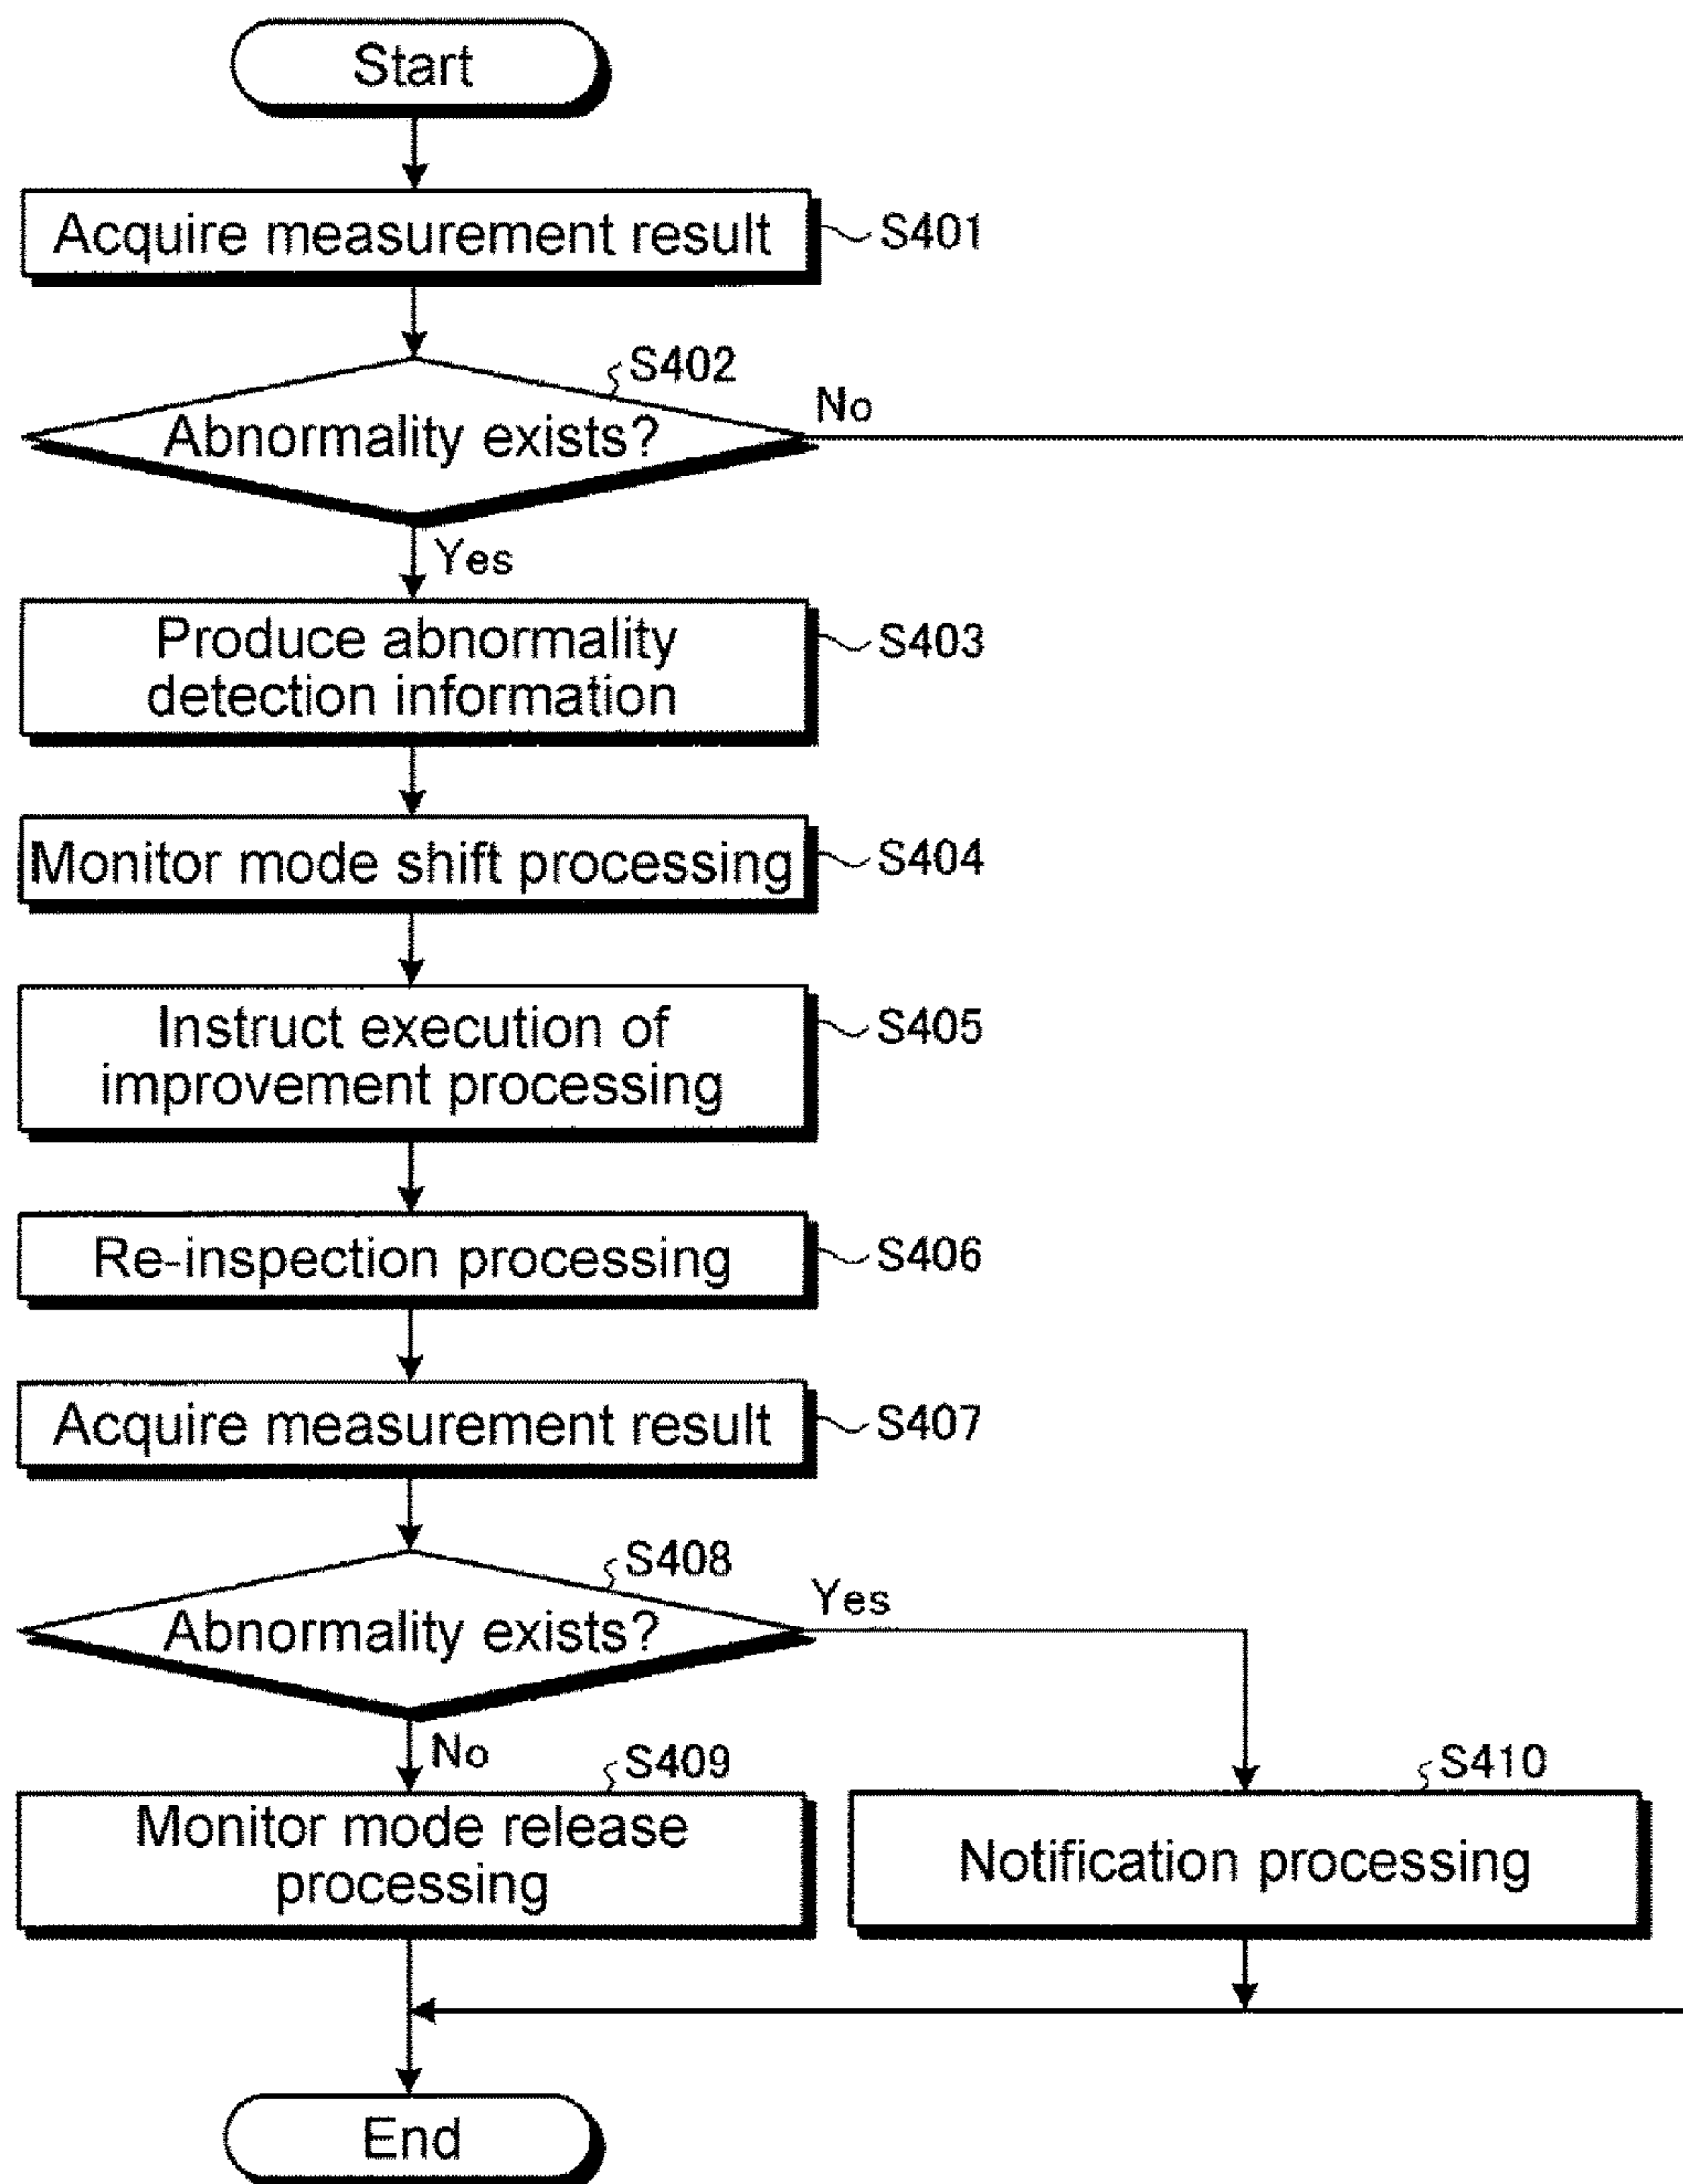 Start
Acquire measurement result
S401
S402
Abnormality exists?
No
Yes
Produce abnormality
detection information
S403
Monitor mode shift processing
S404
Instruct execution of
improvement processing
S405
Re-inspection processing
S406
Acquire measurement result
S407
S408
Abnormality exists?
Yes
No
S409
Monitor mode release
processing
S410
Notification processing
End